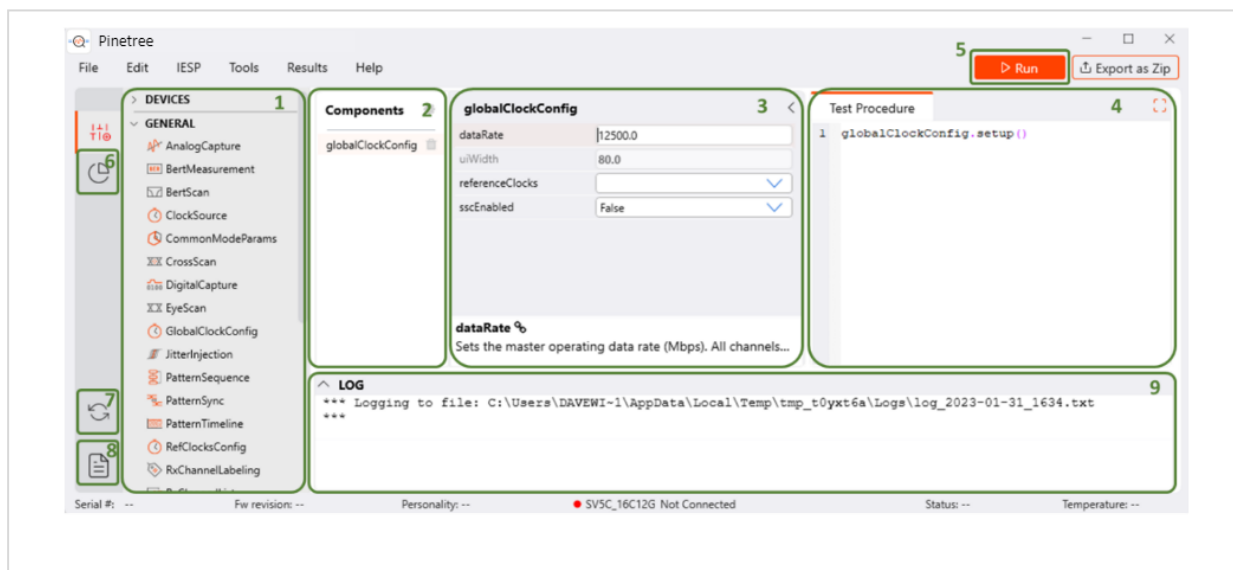 Pinetree
5
File Edit IESP Tools Results Help
Run
Export as Zip
DEVICES
1
GENERAL
AnalogCapture
BertMeasurement
BertScan
ClockSource
CommonModeParams
CrossScan
DigitalCapture
EyeScan
GlobalClockConfig
JitterInjection
PatternSequence
PatternSync
PatternTimeline
RefClocksConfig
RxChannelLabeling
6
7
8
Components 2
globalClockConfig
globalClockConfig 3
dataRate 12500.0
uiWidth 80.0
referenceClocks
sscEnabled False
dataRate
Sets the master operating data rate (Mbps). All channels...
Test Procedure 4
1 globalClockConfig.setup()
LOG 9
*** Logging to file: C:\Users\DAVEWI~1\AppData\Local\Temp\tmp_t0yxt6a\Logs\log_2023-01-31_1634.txt
***
Serial #: -- Fw revision: -- Personality: -- SV5C_16C12G Not Connected Status: -- Temperature: --